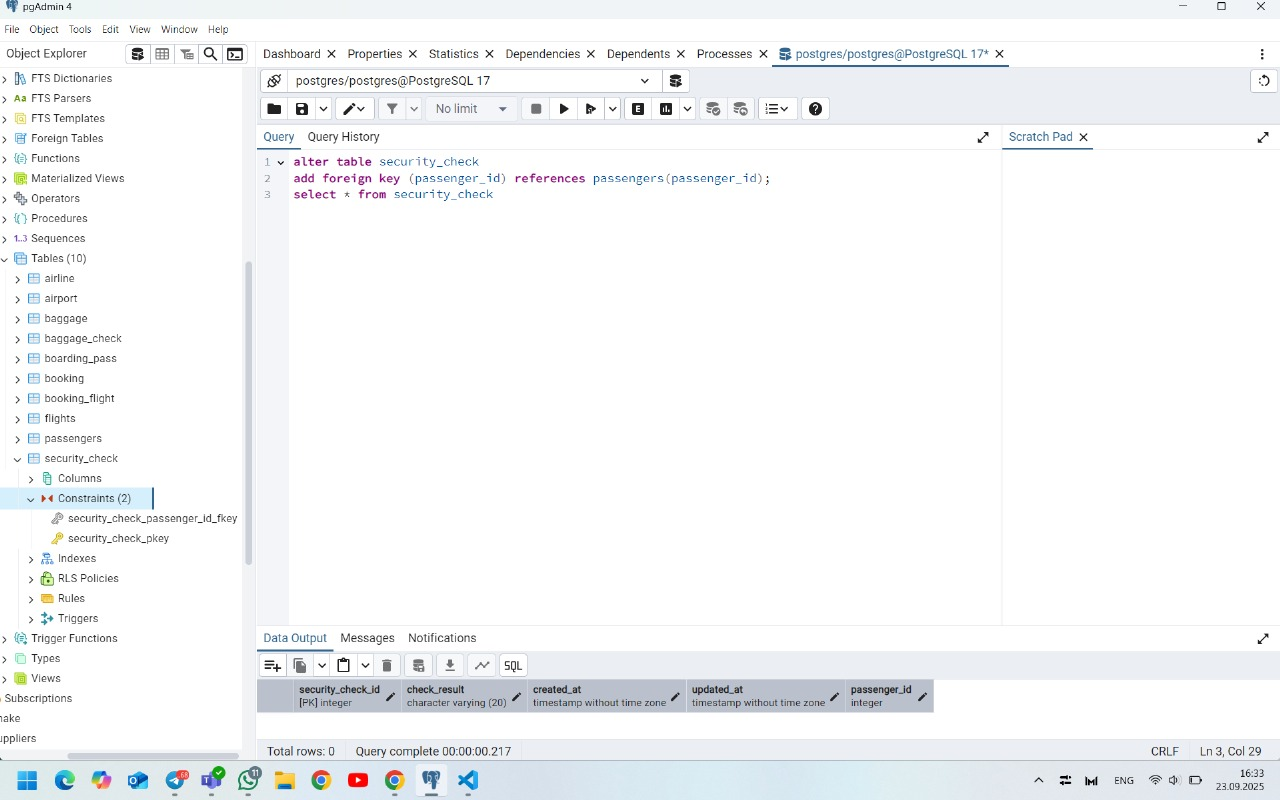 pgAdmin 4
File Object Tools Edit View Window Help
Object Explorer
FTS Dictionaries
FTS Parsers
FTS Templates
Foreign Tables
Functions
Materialized Views
Operators
Procedures
1..3 Sequences
Tables (10)
airline
airport
baggage
baggage_check
boarding_pass
booking
booking_flight
flights
passengers
security_check
Columns
Constraints (2)
security_check_passenger_id_fkey
security_check_pkey
Indexes
RLS Policies
Rules
Triggers
Trigger Functions
Types
Views
Subscriptions
make
uppliers
Dashboard Properties Statistics Dependencies Dependents Processes postgres/postgres@PostgreSQL 17*
postgres/postgres@PostgreSQL 17
No limit E
Query Query History
1 alter table security_check
2 add foreign key (passenger_id) references passengers(passenger_id);
3 select * from security_check
Scratch Pad
Data Output Messages Notifications
SQL
security_check_id check_result created_at updated_at passenger_id
[PK] integer character varying (20) timestamp without time zone timestamp without time zone integer
Total rows: 0 Query complete 00:00:00.217 CRLF Ln 3, Col 29
68 11 ENG 16:33
23.09.2025